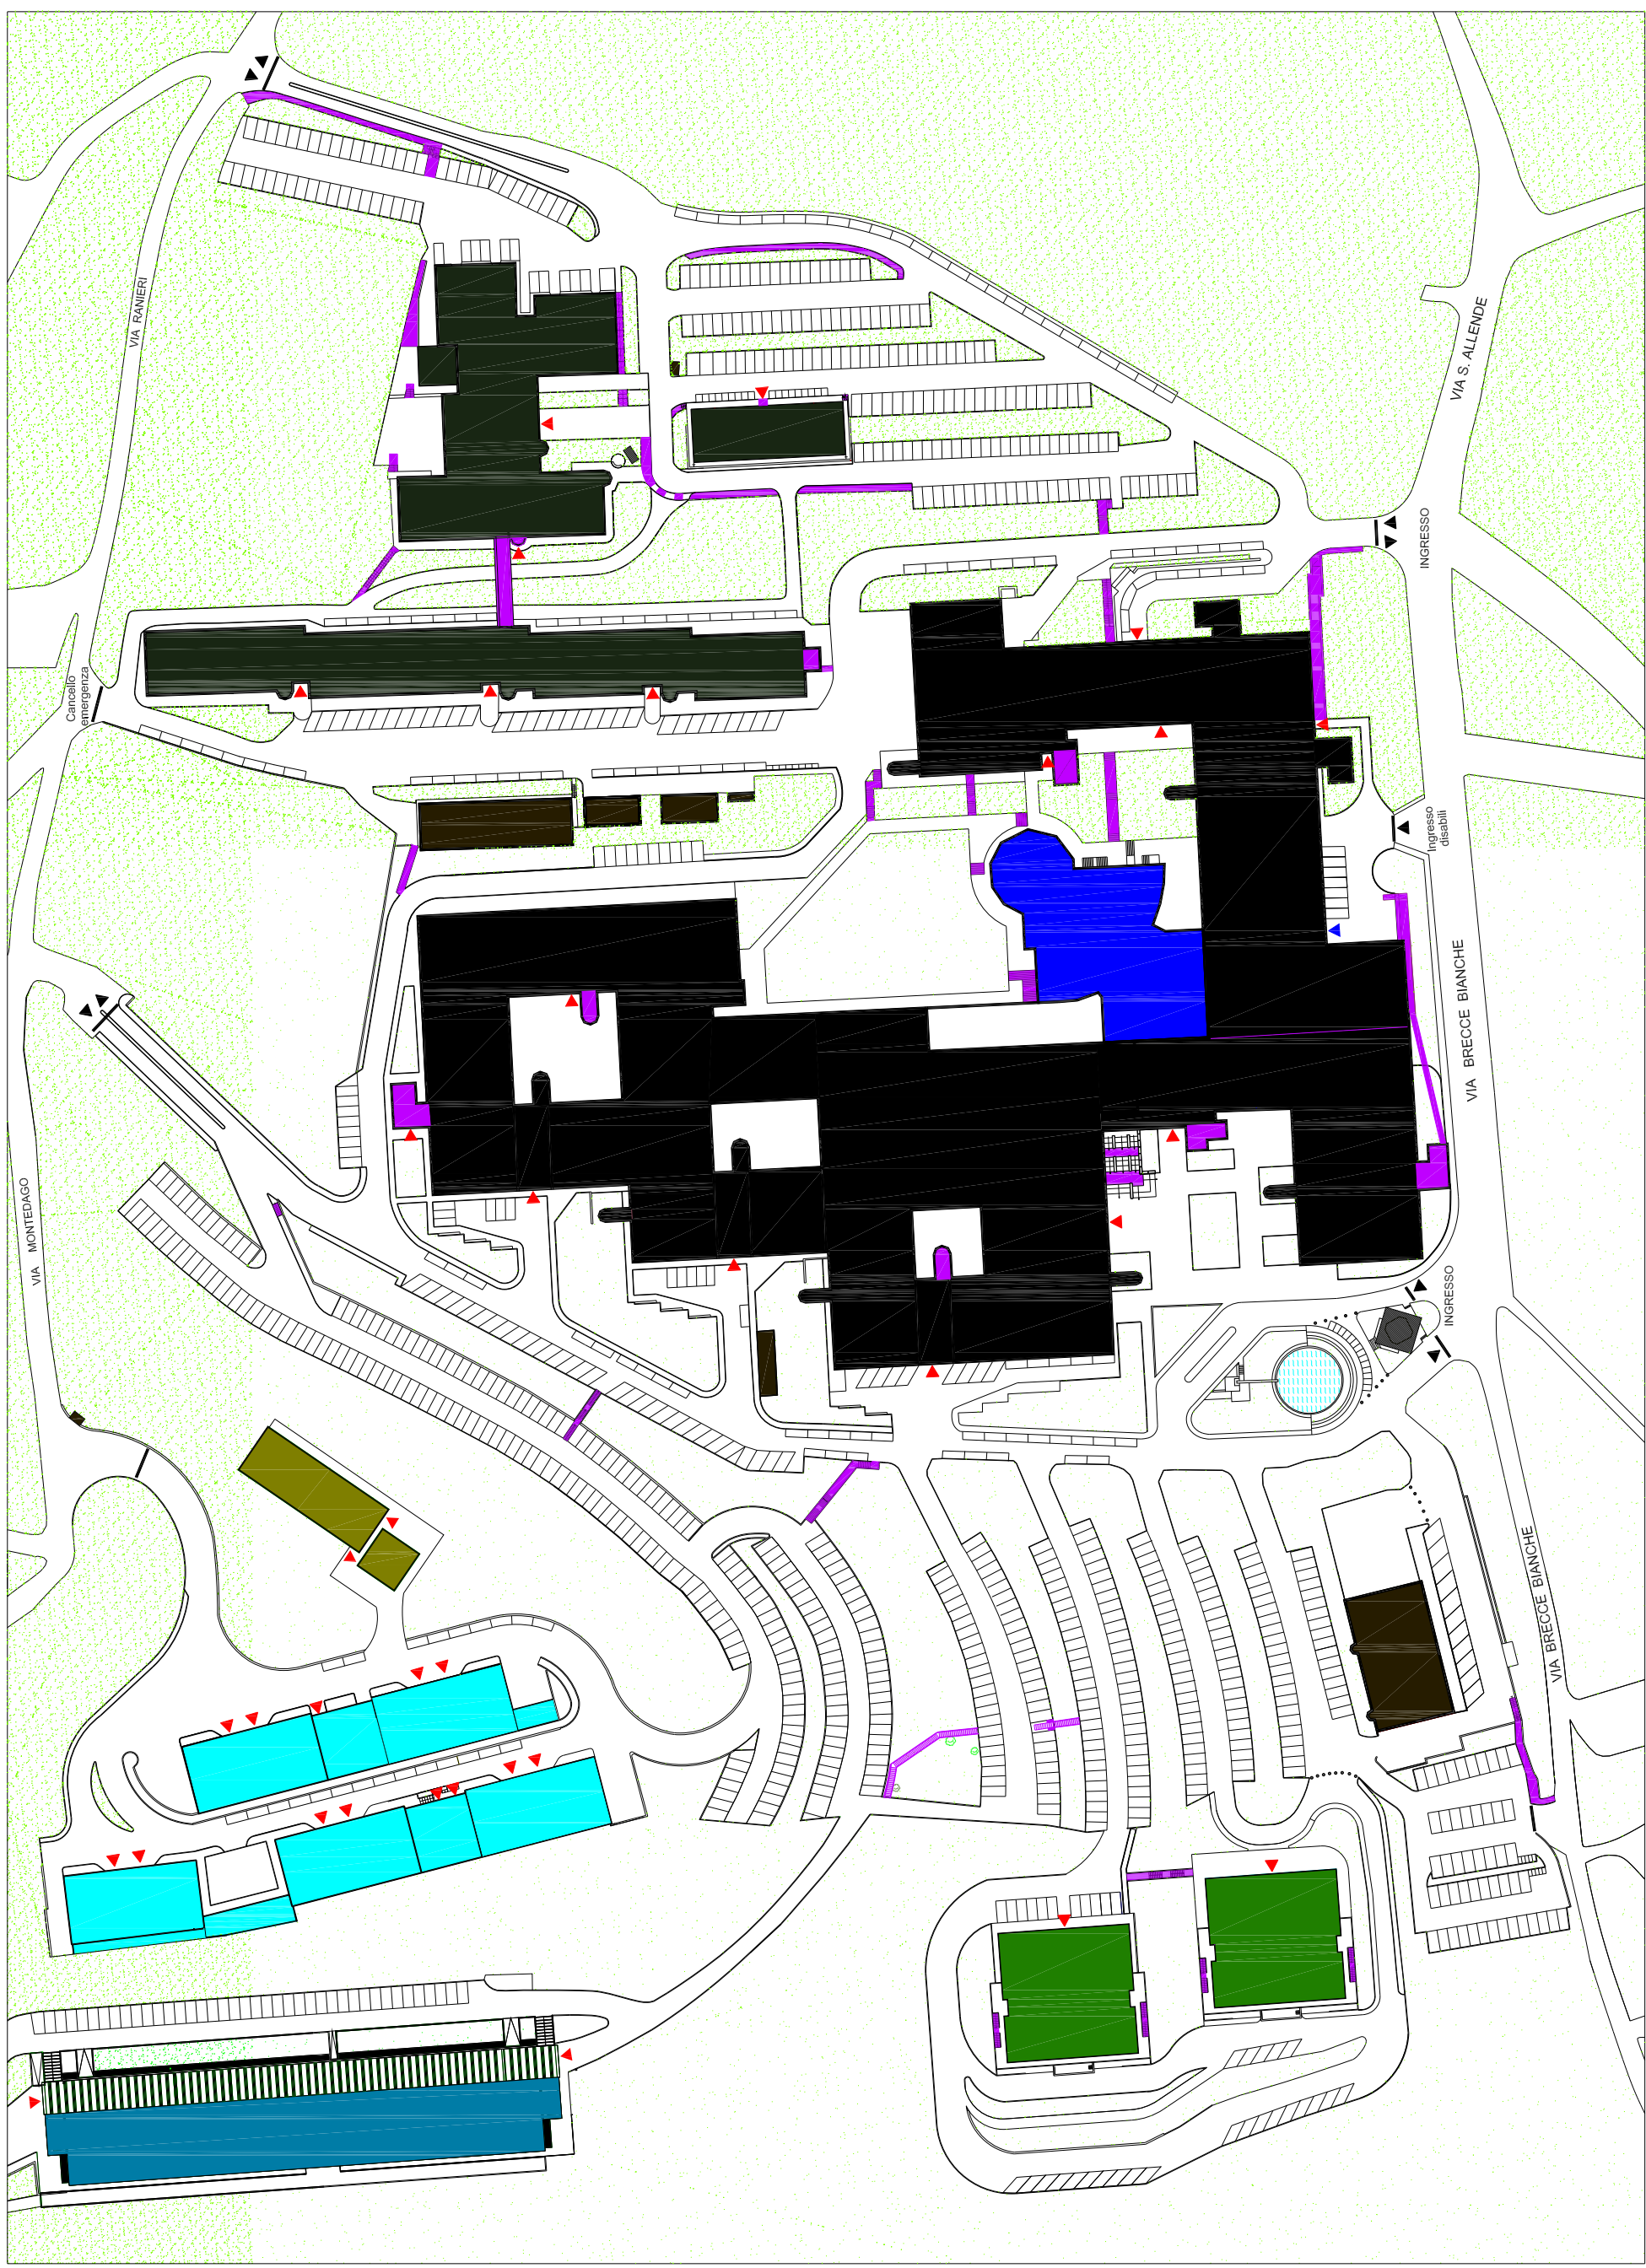 VIA RANIERI
VIA S. ALLENDE
INGRESSO
Cancello
emergenza
Ingresso
disabili
VIA BRECCE BIANCHE
VIA MONTEDAGO
INGRESSO
VIA BRECCE BIANCHE